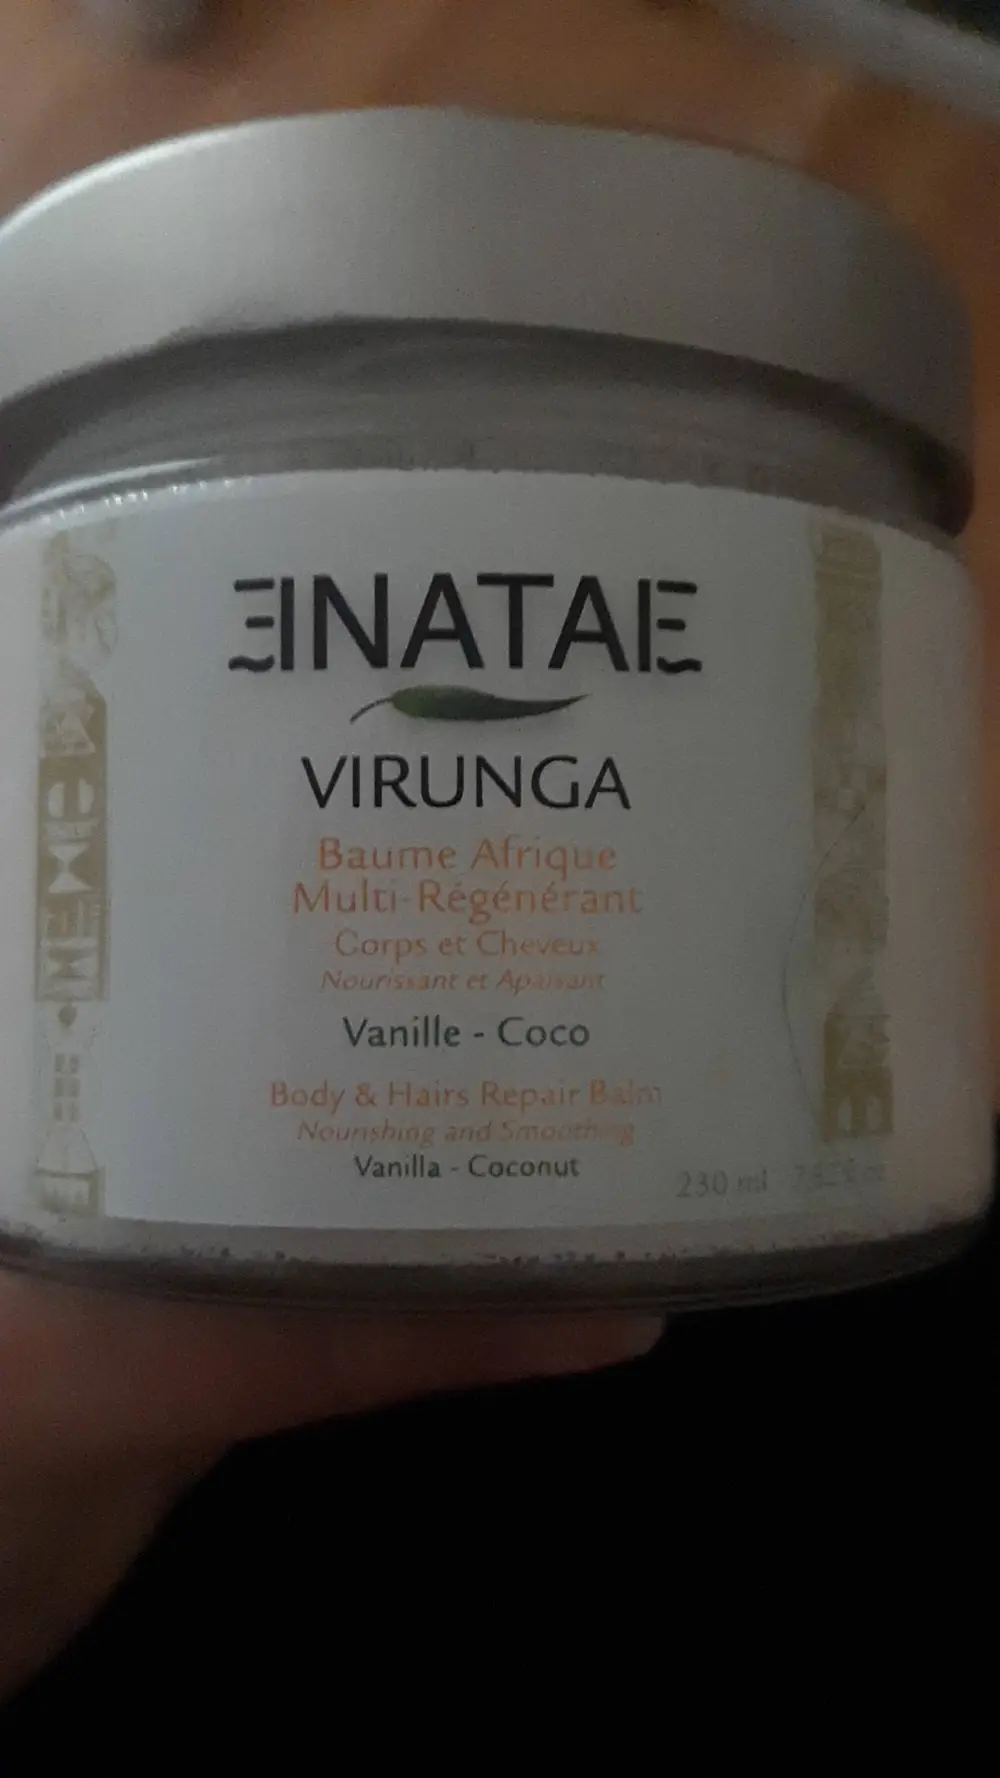 ENATAE
VIRUNGA
Baume Afrique
Multi-Régénérant
Corps et Cheveux
Nourissant et Apaisant
Vanille - Coco
Body & Hairs Repair Balm
Nourishing and Smoothing
Vanilla - Coconut
230 ml